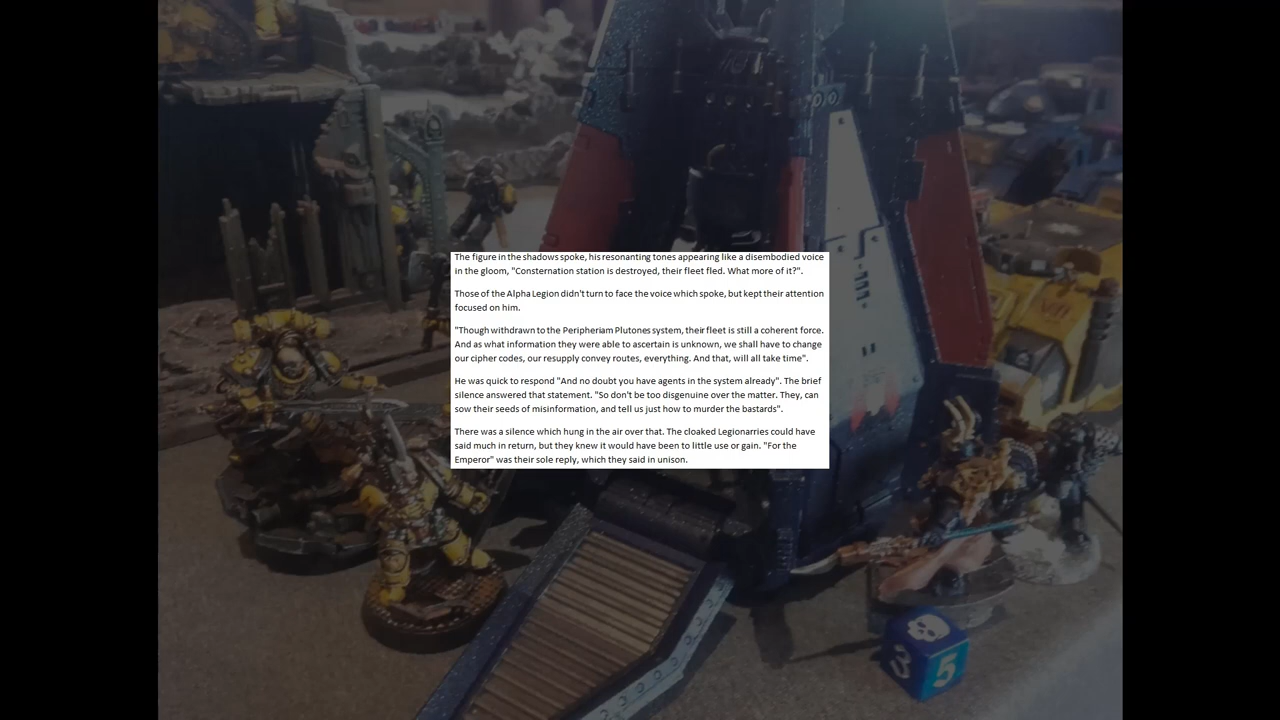 The figure in the shadows spoke, his resonanting tones appearing like a disembodied voice
in the gloom, "Consternation station is destroyed, their fleet fled. What more of it?".
Those of the Alpha Legion didn't turn to face the voice which spoke, but kept their attention
focused on him.
"Though withdrawn to the Peripheriam Plutones system, their fleet is still a coherent force.
And as what information they were able to ascertain is unknown, we shall have to change
our cipher codes, our resupply convey routes, everything. And that, will all take time".
He was quick to respond "And no doubt you have agents in the system already". The brief
silence answered that statement. "So don't be too disgenuine over the matter. They, can
sow their seeds of misinformation, and tell us just how to murder the bastards".
There was a silence which hung in the air over that. The cloaked Legionarries could have
said much in return, but they knew it would have been to little use or gain. "For the
Emperor" was their sole reply, which they said in unison.
3
5